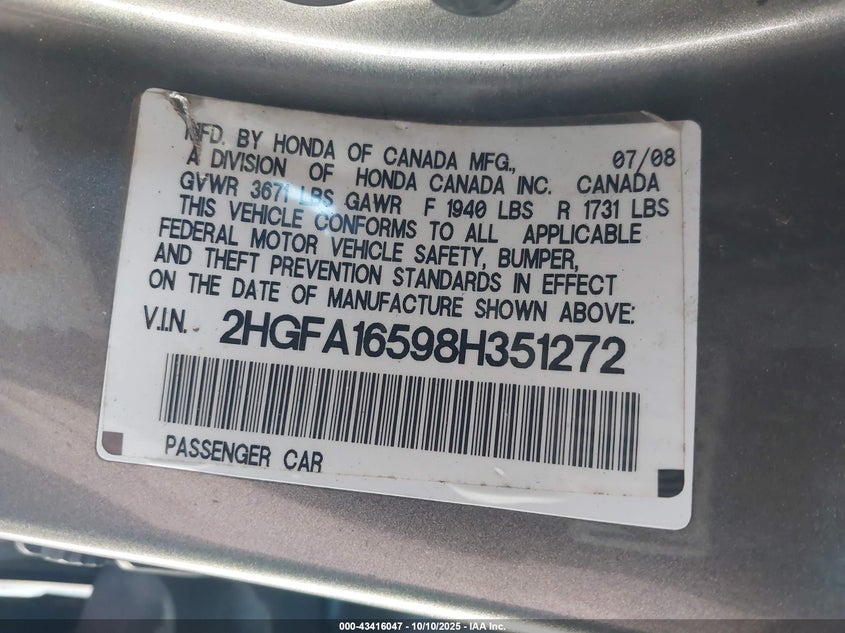 MFD. BY HONDA OF CANADA MFG., 07/08
A DIVISION OF HONDA CANADA INC. CANADA
GVWR 3671 LBS GAWR F 1940 LBS R 1731 LBS
THIS VEHICLE CONFORMS TO ALL APPLICABLE
FEDERAL MOTOR VEHICLE SAFETY, BUMPER,
AND THEFT PREVENTION STANDARDS IN EFFECT
ON THE DATE OF MANUFACTURE SHOWN ABOVE:
V.I.N. 2HGFA16598H351272
PASSENGER CAR
000-43416047 - 10/10/2025 - IAA Inc.